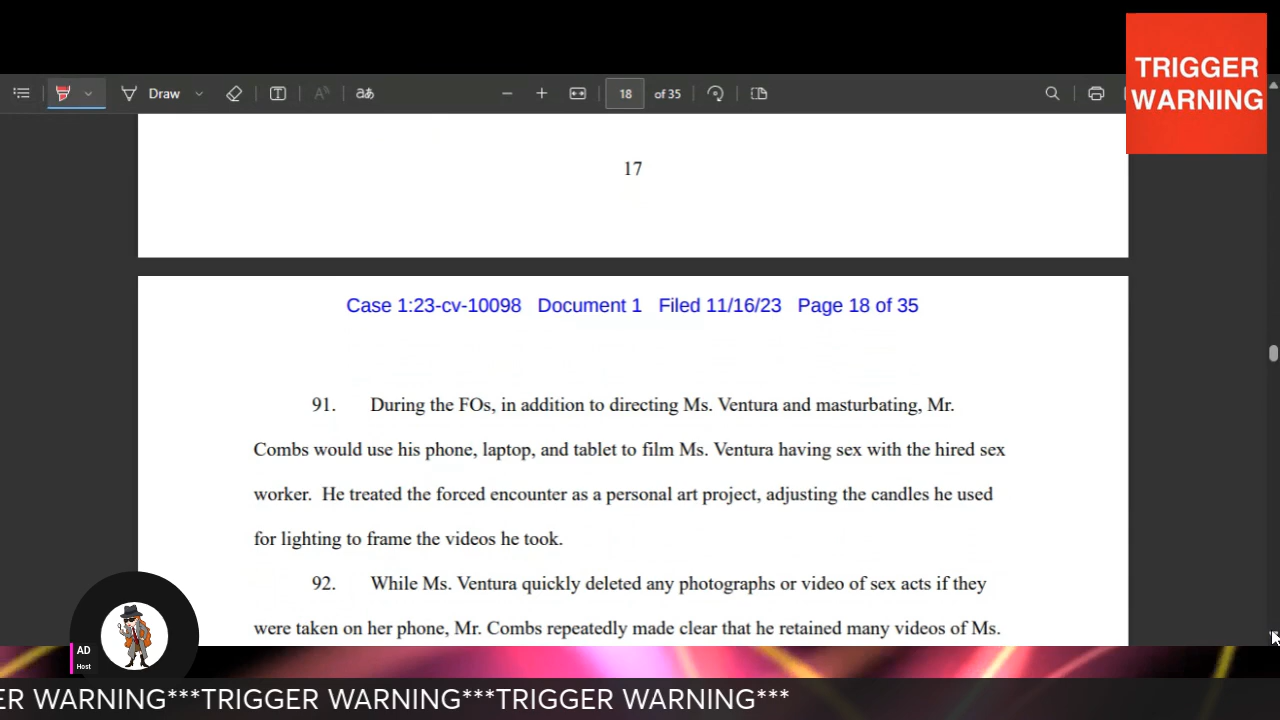 TRIGGER
WARNING
Draw
18 of 35
17
Case 1:23-cv-10098 Document 1 Filed 11/16/23 Page 18 of 35
91. During the FOs, in addition to directing Ms. Ventura and masturbating, Mr.
Combs would use his phone, laptop, and tablet to film Ms. Ventura having sex with the hired sex
worker. He treated the forced encounter as a personal art project, adjusting the candles he used
for lighting to frame the videos he took.
92. While Ms. Ventura quickly deleted any photographs or video of sex acts if they
were taken on her phone, Mr. Combs repeatedly made clear that he retained many videos of Ms.
AD
Host
ER WARNING***TRIGGER WARNING***TRIGGER WARNING***